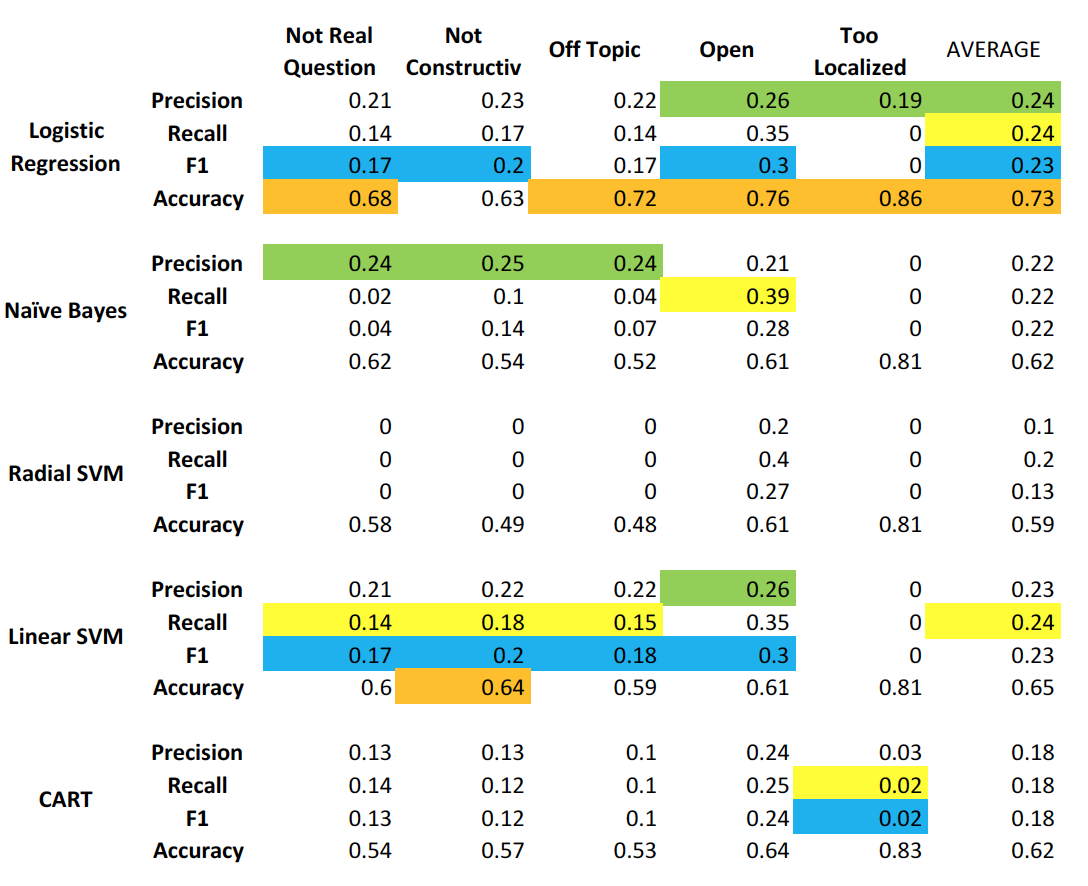 Not Real Question Not Constructiv Off Topic Open Too Localized AVERAGE
Logistic Regression
Precision 0.21 0.23 0.22 0.26 0.19 0.24
Recall 0.14 0.17 0.14 0.35 0 0.24
F1 0.17 0.2 0.17 0.3 0 0.23
Accuracy 0.68 0.63 0.72 0.76 0.86 0.73
Naïve Bayes
Precision 0.24 0.25 0.24 0.21 0 0.22
Recall 0.02 0.1 0.04 0.39 0 0.22
F1 0.04 0.14 0.07 0.28 0 0.22
Accuracy 0.62 0.54 0.52 0.61 0.81 0.62
Radial SVM
Precision 0 0 0 0.2 0 0.1
Recall 0 0 0 0.4 0 0.2
F1 0 0 0 0.27 0 0.13
Accuracy 0.58 0.49 0.48 0.61 0.81 0.59
Linear SVM
Precision 0.21 0.22 0.22 0.26 0 0.23
Recall 0.14 0.18 0.15 0.35 0 0.24
F1 0.17 0.2 0.18 0.3 0 0.23
Accuracy 0.6 0.64 0.59 0.61 0.81 0.65
CART
Precision 0.13 0.13 0.1 0.24 0.03 0.18
Recall 0.14 0.12 0.1 0.25 0.02 0.18
F1 0.13 0.12 0.1 0.24 0.02 0.18
Accuracy 0.54 0.57 0.53 0.64 0.83 0.62